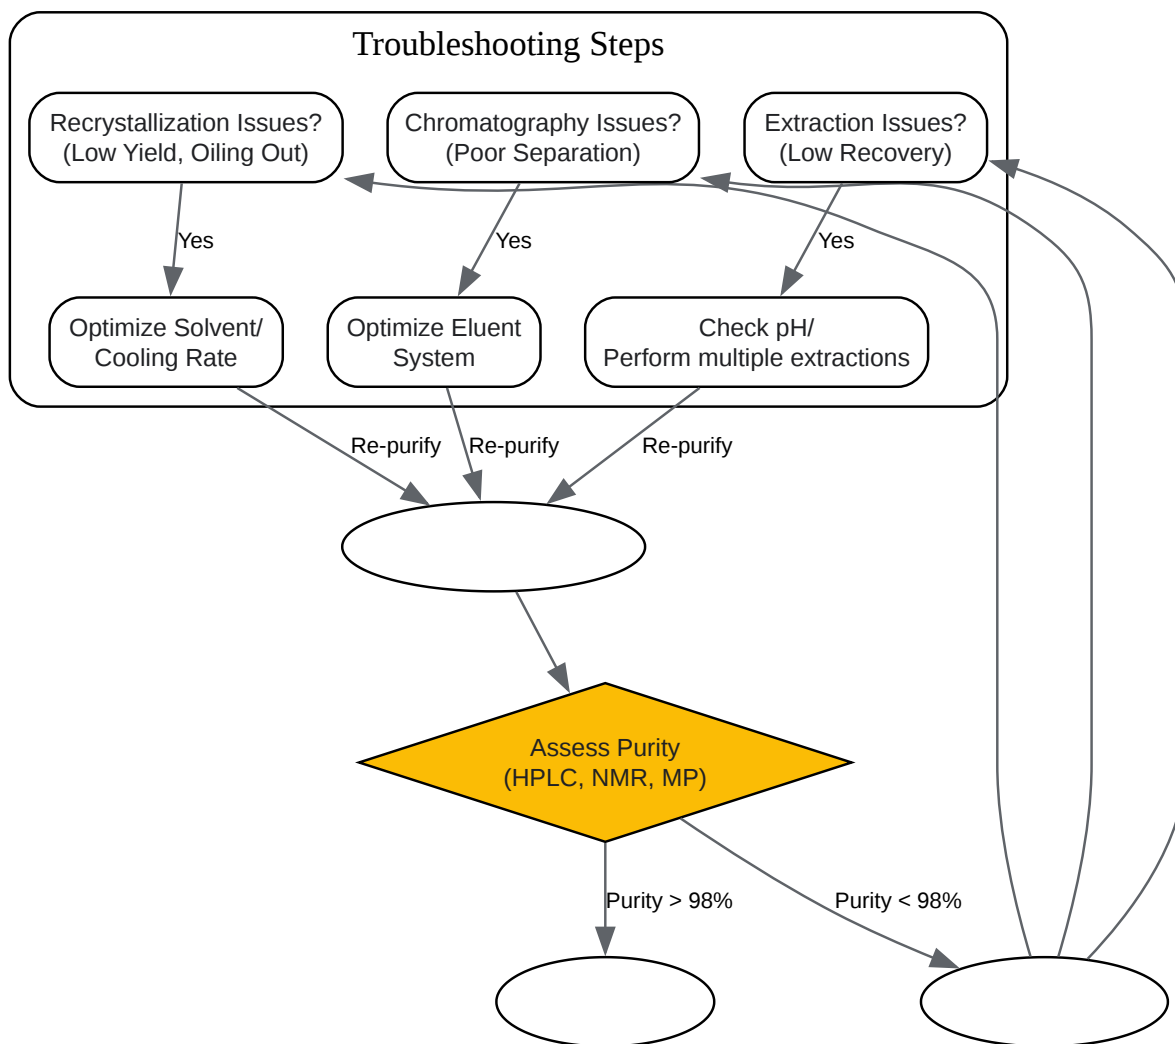 Troubleshooting Steps
Recrystallization Issues?
(Low Yield, Oiling Out)
Chromatography Issues?
(Poor Separation)
Extraction Issues?
(Low Recovery)
Yes
Yes
Yes
Optimize Solvent/
Cooling Rate
Optimize Eluent
System
Check pH/
Perform multiple extractions
Re-purify
Re-purify
Re-purify
Assess Purity
(HPLC, NMR, MP)
Purity > 98%
Purity < 98%